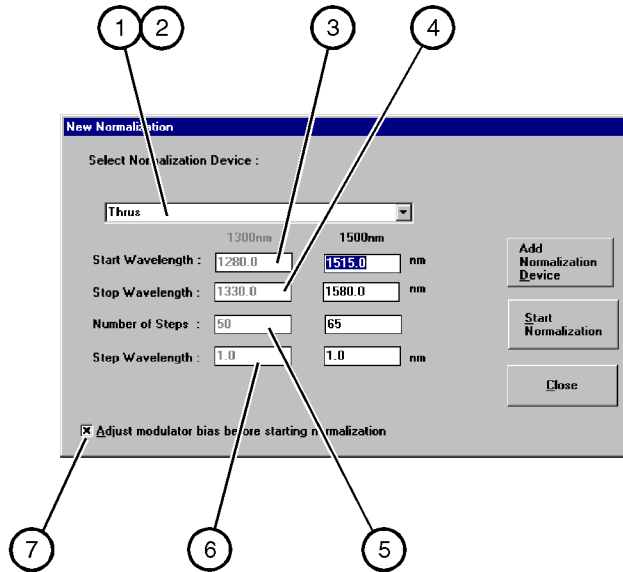 1 2 3 4
New Normalization
Select Normalization Device :
Thrus
1300nm 1500nm
Start Wavelength : 1280.0 1515.0 nm
Stop Wavelength : 1330.0 1580.0 nm
Number of Steps : 50 65
Step Wavelength : 1.0 1.0 nm
Add
Normalization
Device
Start
Normalization
Close
Adjust modulator bias before starting normalization
7 6 5